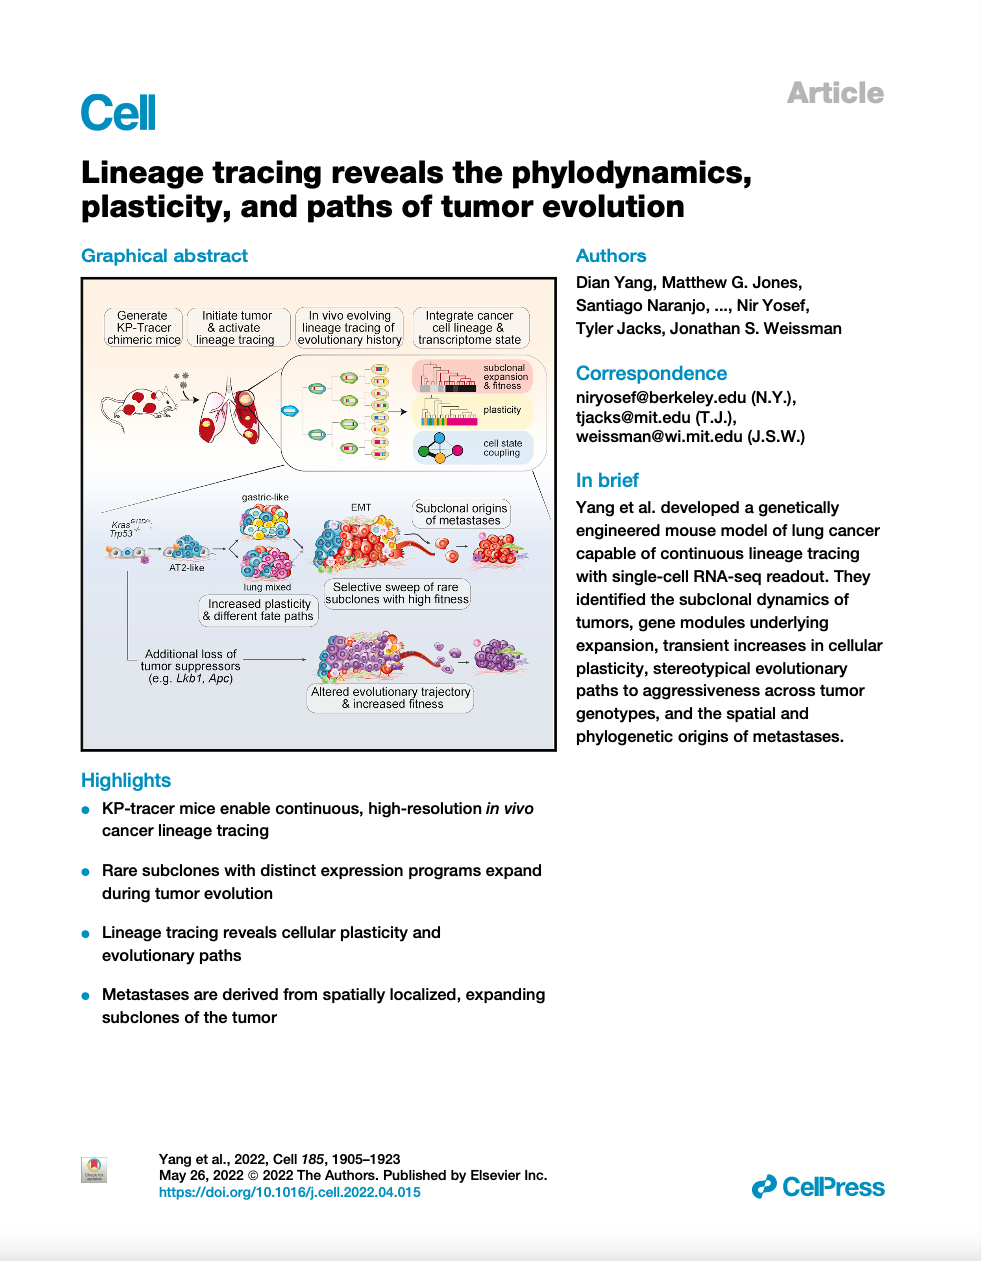 Article
Cell
Lineage tracing reveals the phylodynamics,
plasticity, and paths of tumor evolution
Graphical abstract
Generate
KP-Tracer
chimeric mice
Initiate tumor
& activate
lineage tracing
In vivo evolving
lineage tracing of
evolutionary history
Integrate cancer
cell lineage &
transcriptome state
subclonal
expansion
& fitness
plasticity
cell state
coupling
Kras G12D/+;
Trp53 -/-
AT2-like
gastric-like
lung mixed
EMT
Subclonal origins
of metastases
Increased plasticity
& different fate paths
Selective sweep of rare
subclones with high fitness
Additional loss of
tumor suppressors
(e.g. Lkb1, Apc)
Altered evolutionary trajectory
& increased fitness
Highlights
• KP-tracer mice enable continuous, high-resolution in vivo
cancer lineage tracing
• Rare subclones with distinct expression programs expand
during tumor evolution
• Lineage tracing reveals cellular plasticity and
evolutionary paths
• Metastases are derived from spatially localized, expanding
subclones of the tumor
Authors
Dian Yang, Matthew G. Jones,
Santiago Naranjo, ..., Nir Yosef,
Tyler Jacks, Jonathan S. Weissman
Correspondence
niryosef@berkeley.edu (N.Y.),
tjacks@mit.edu (T.J.),
weissman@wi.mit.edu (J.S.W.)
In brief
Yang et al. developed a genetically
engineered mouse model of lung cancer
capable of continuous lineage tracing
with single-cell RNA-seq readout. They
identified the subclonal dynamics of
tumors, gene modules underlying
expansion, transient increases in cellular
plasticity, stereotypical evolutionary
paths to aggressiveness across tumor
genotypes, and the spatial and
phylogenetic origins of metastases.
Check for
updates
Yang et al., 2022, Cell 185, 1905–1923
May 26, 2022 © 2022 The Authors. Published by Elsevier Inc.
https://doi.org/10.1016/j.cell.2022.04.015
CellPress